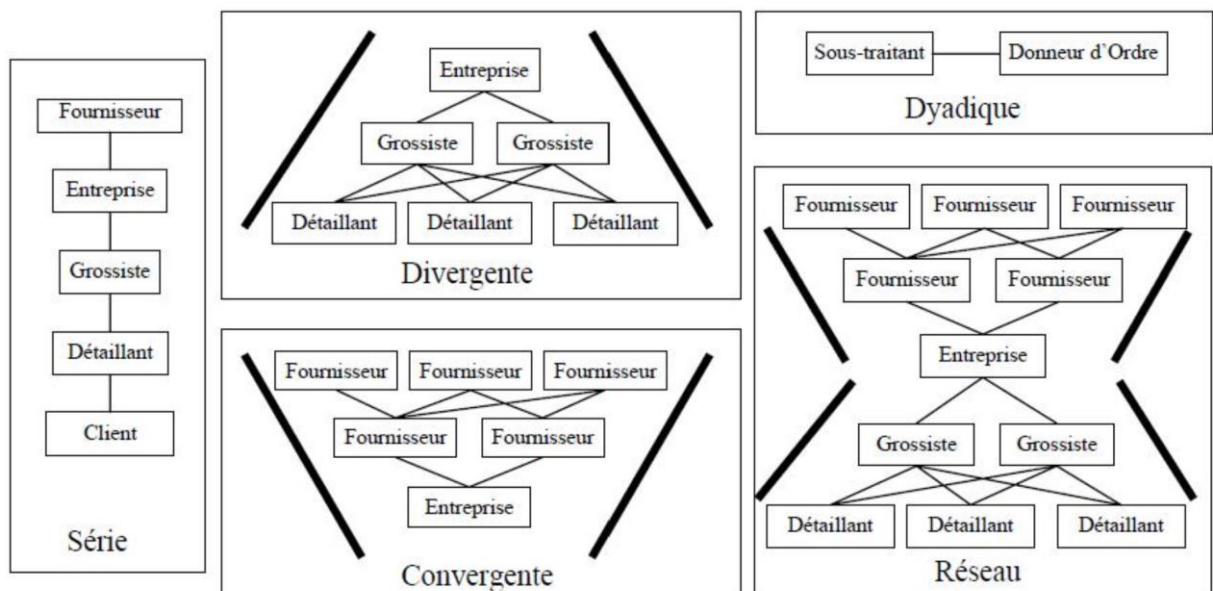 Fournisseur
Entreprise
Grossiste
Détaillant
Client
Série
Entreprise
Grossiste Grossiste
Détaillant Détaillant Détaillant
Divergente
Fournisseur Fournisseur Fournisseur
Fournisseur Fournisseur
Entreprise
Convergente
Sous-traitant Donneur d'Ordre
Dyadique
Fournisseur Fournisseur Fournisseur
Fournisseur Fournisseur
Entreprise
Grossiste Grossiste
Détaillant Détaillant Détaillant
Réseau